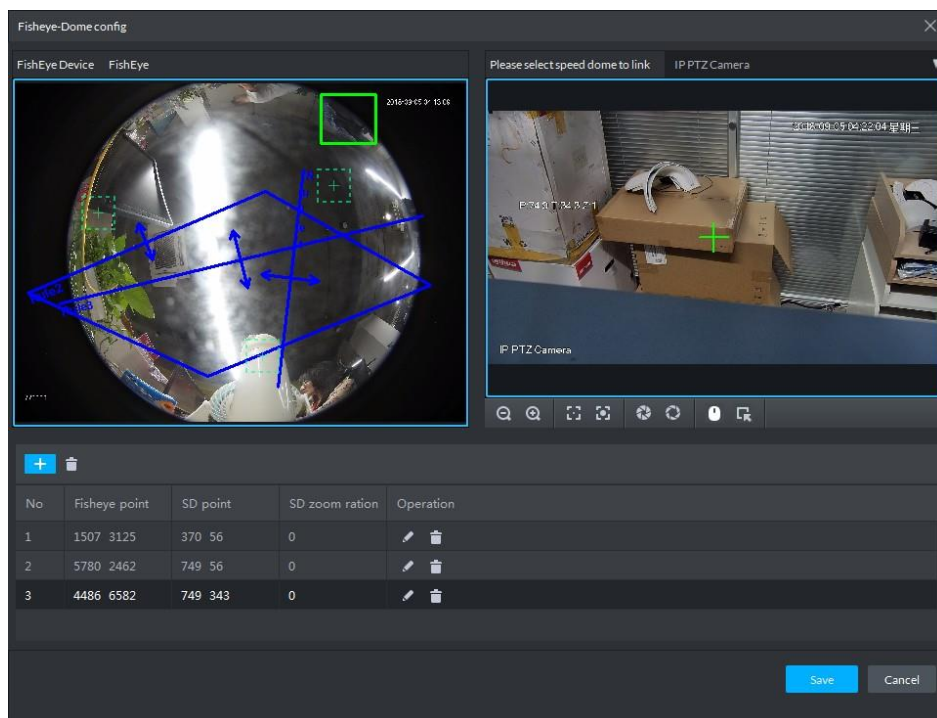 Fisheye-Dome config
FishEye Device FishEye
Please select speed dome to link IP PTZ Camera
2018-09-05 04:22:04 星期三
IP PTZ Camera
No Fisheye point SD point SD zoom ration Operation
1 1507 3125 370 56 0
2 5780 2462 749 56 0
3 4486 6582 749 343 0
Save Cancel